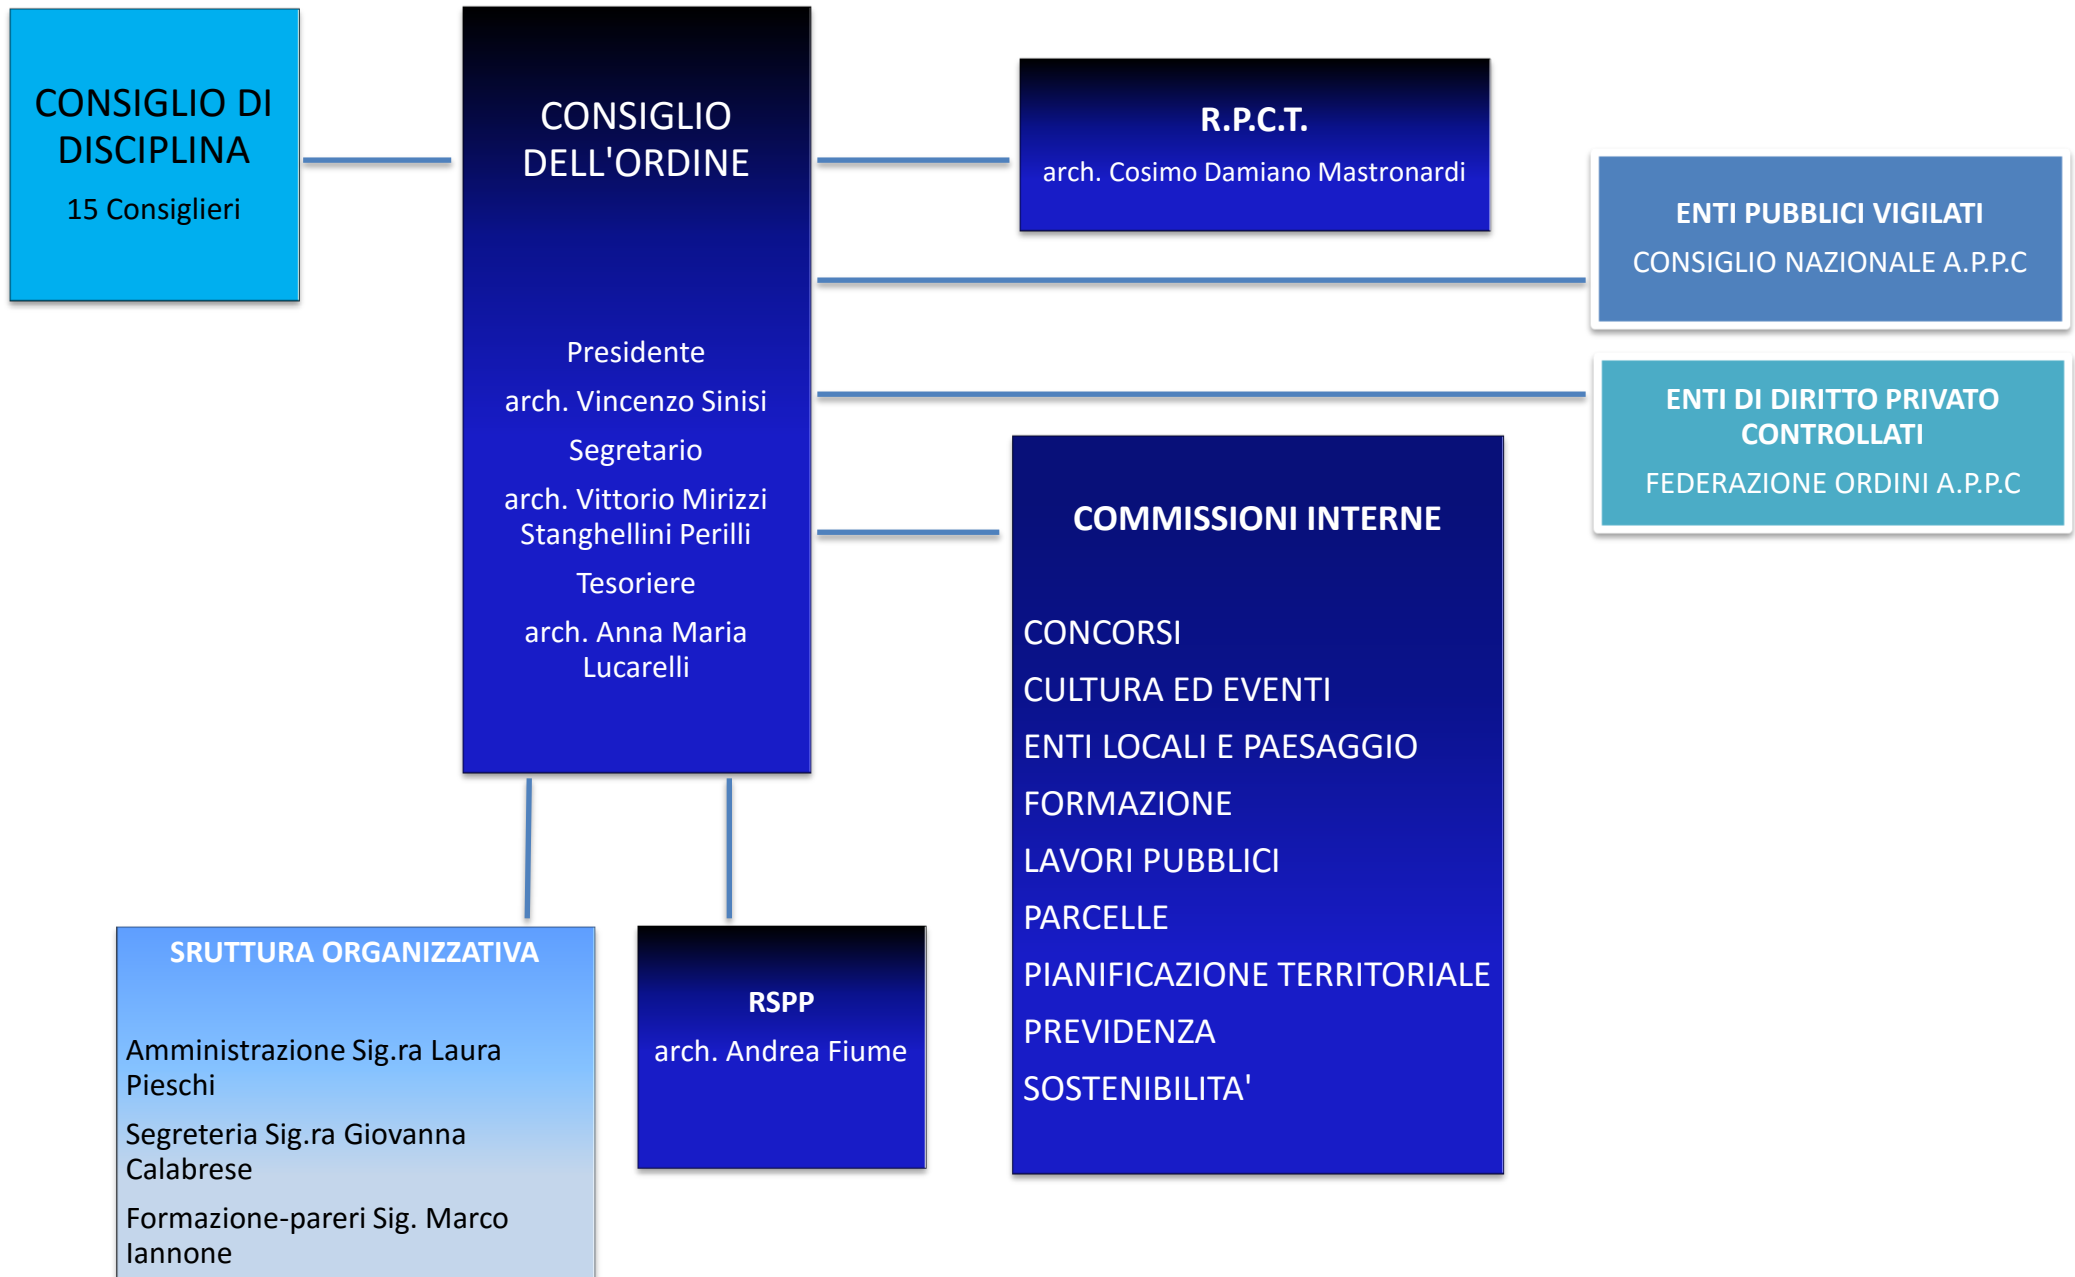 CONSIGLIO DI
DISCIPLINA
15 Consiglieri
CONSIGLIO
DELL'ORDINE
Presidente
arch. Vincenzo Sinisi
Segretario
arch. Vittorio Mirizzi
Stanghellini Perilli
Tesoriere
arch. Anna Maria
Lucarelli
R.P.C.T.
arch. Cosimo Damiano Mastronardi
ENTI PUBBLICI VIGILATI
CONSIGLIO NAZIONALE A.P.P.C
ENTI DI DIRITTO PRIVATO
CONTROLLATI
FEDERAZIONE ORDINI A.P.P.C
COMMISSIONI INTERNE
CONCORSI
CULTURA ED EVENTI
ENTI LOCALI E PAESAGGIO
FORMAZIONE
LAVORI PUBBLICI
PARCELLE
PIANIFICAZIONE TERRITORIALE
PREVIDENZA
SOSTENIBILITA'
SRUTTURA ORGANIZZATIVA
Amministrazione Sig.ra Laura
Pieschi
Segreteria Sig.ra Giovanna
Calabrese
Formazione-pareri Sig. Marco
Iannone
RSPP
arch. Andrea Fiume